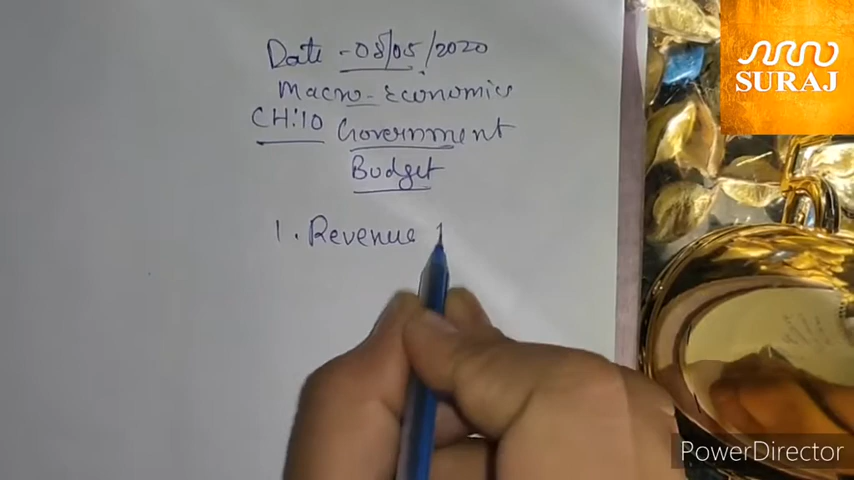 Date - 08/05/2020
Macro-Economics
CH:10 Government
Budget
1. Revenue
SURAJ
PowerDirector